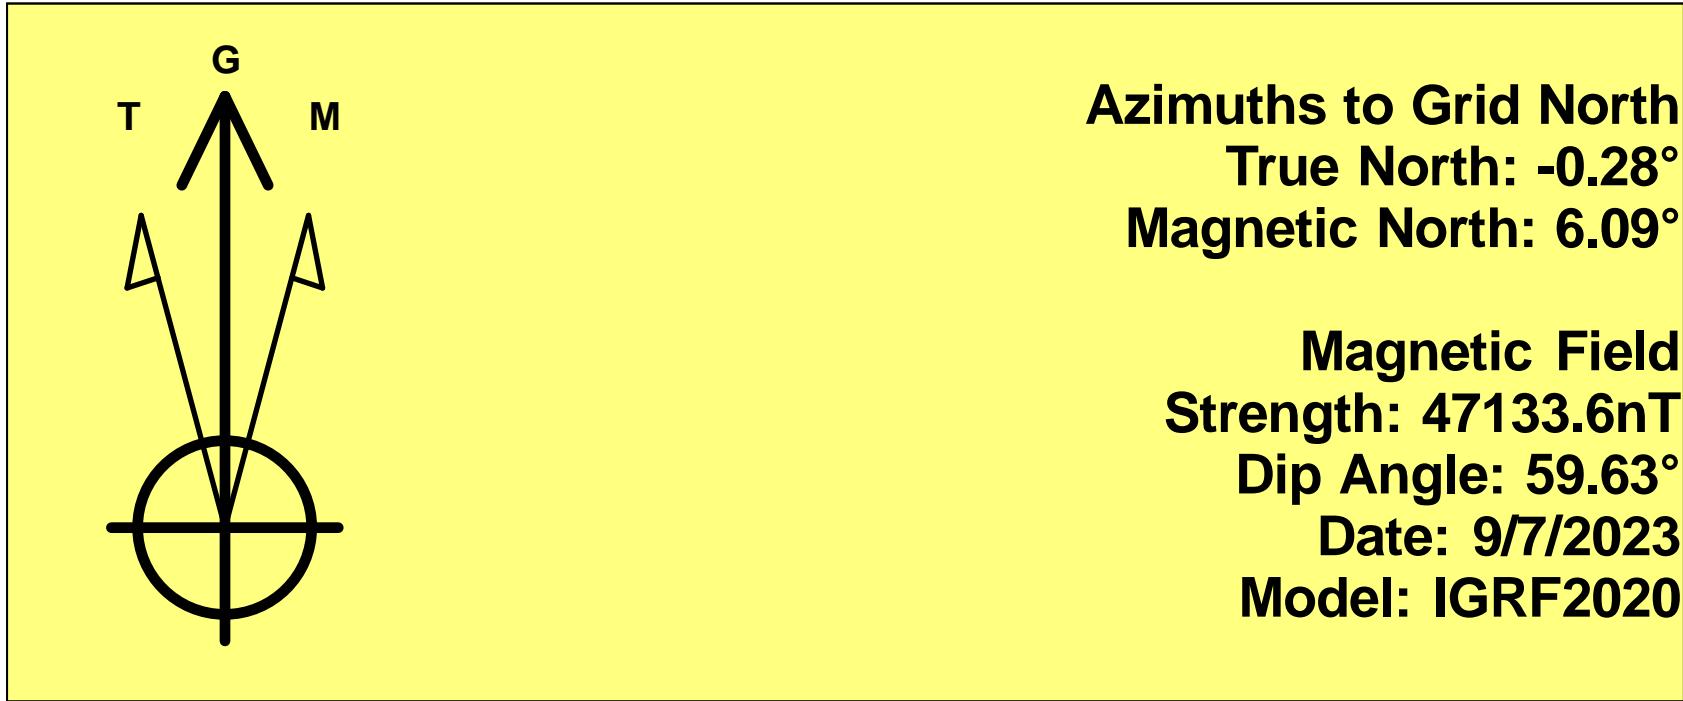 G
T
M
Azimuths to Grid North
True North: -0.28°
Magnetic North: 6.09°
Magnetic Field
Strength: 47133.6nT
Dip Angle: 59.63°
Date: 9/7/2023
Model: IGRF2020